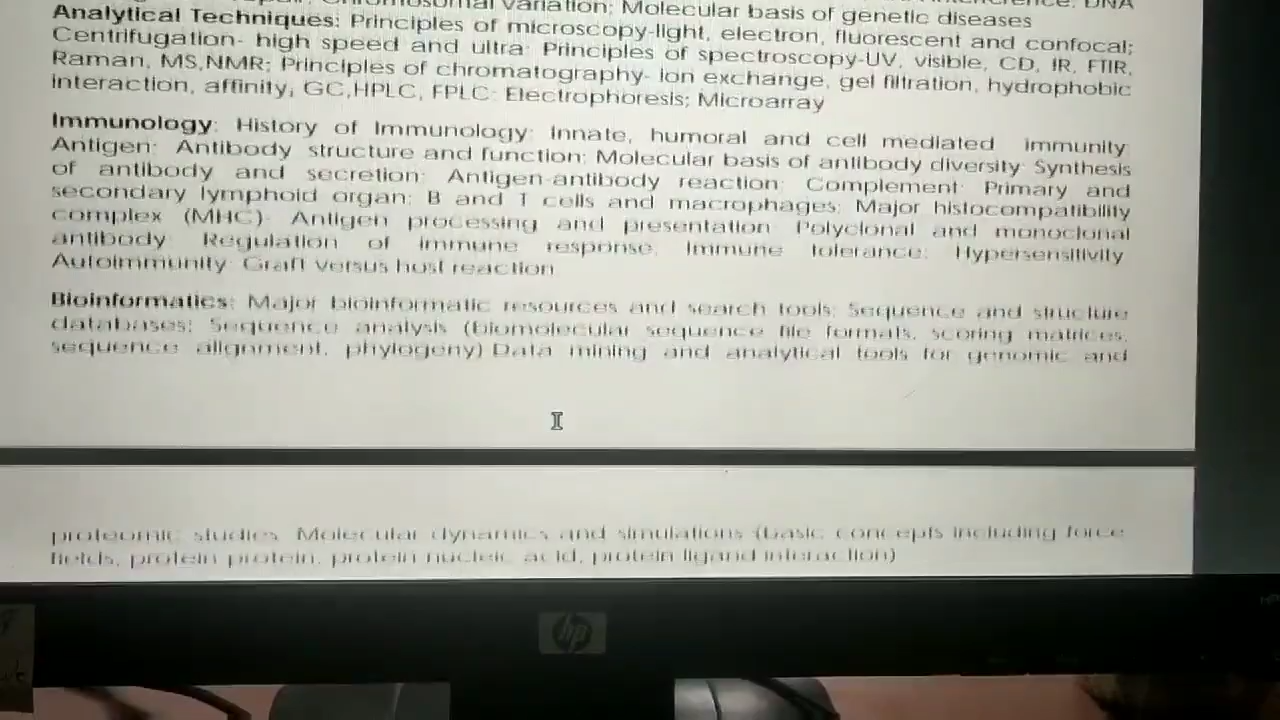 Chromosomal variation; Molecular basis of genetic diseases
Analytical Techniques: Principles of microscopy-light, electron, fluorescent and confocal;
Centrifugation- high speed and ultra; Principles of spectroscopy-UV, visible, CD, IR, FTIR,
Raman, MS,NMR; Principles of chromatography- ion exchange, gel filtration, hydrophobic
interaction, affinity, GC,HPLC, FPLC; Electrophoresis; Microarray
Immunology: History of Immunology; Innate, humoral and cell mediated immunity;
Antigen; Antibody structure and function; Molecular basis of antibody diversity; Synthesis
of antibody and secretion; Antigen-antibody reaction; Complement; Primary and
secondary lymphoid organ; B and T cells and macrophages; Major histocompatibility
complex (MHC); Antigen processing and presentation; Polyclonal and monoclonal
antibody; Regulation of immune response; Immune tolerance; Hypersensitivity;
Autoimmunity; Graft versus host reaction.
Bioinformatics: Major bioinformatic resources and search tools; Sequence and structure
databases; Sequence analysis (biomolecular sequence file formats, scoring matrices,
sequence alignment, phylogeny) Data mining and analytical tools for genomic and
proteomic studies; Molecular dynamics and simulations (basic concepts including force
fields, protein protein, protein nucleic acid, protein ligand interaction)
hp